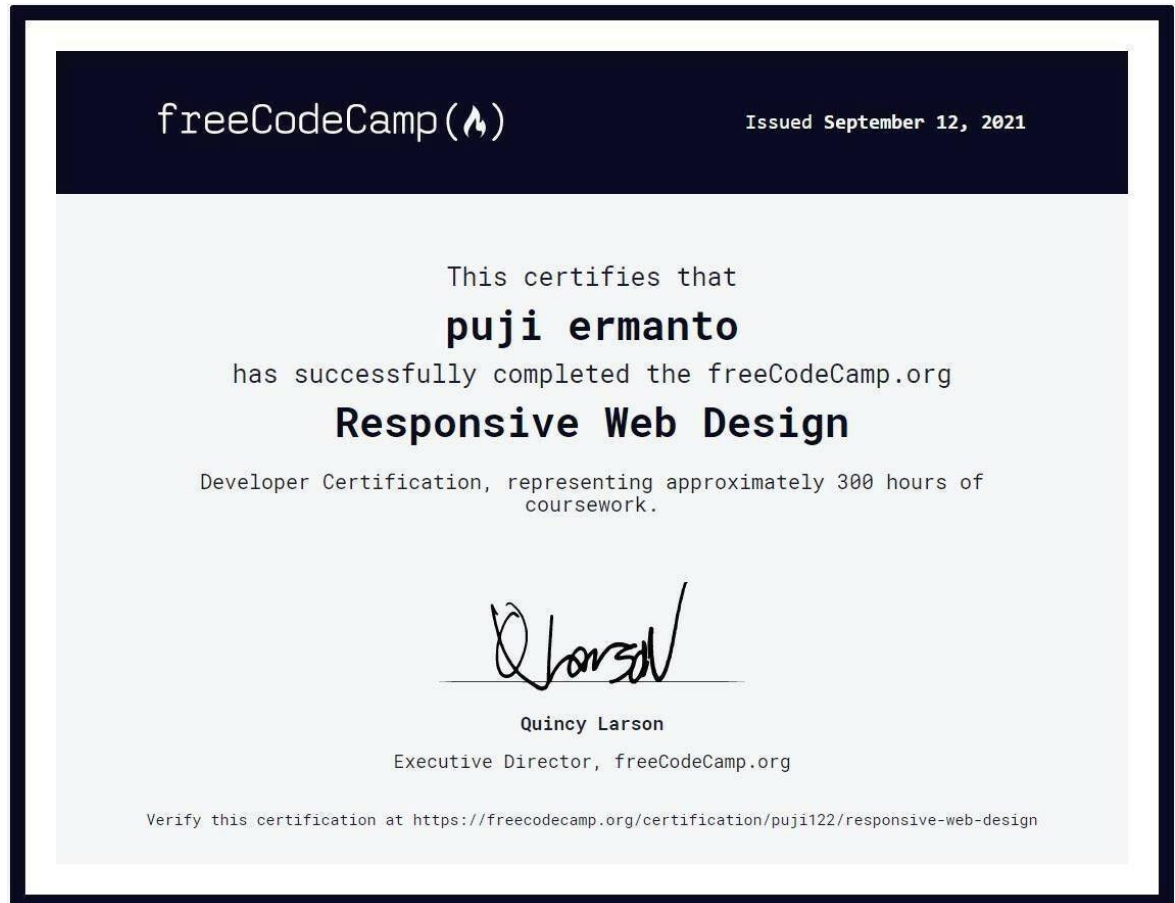 freeCodeCamp(🔥)
Issued September 12, 2021
This certifies that
puji ermanto
has successfully completed the freeCodeCamp.org
Responsive Web Design
Developer Certification, representing approximately 300 hours of
coursework.
Q Larson
Quincy Larson
Executive Director, freeCodeCamp.org
Verify this certification at https://freecodecamp.org/certification/puji122/responsive-web-design